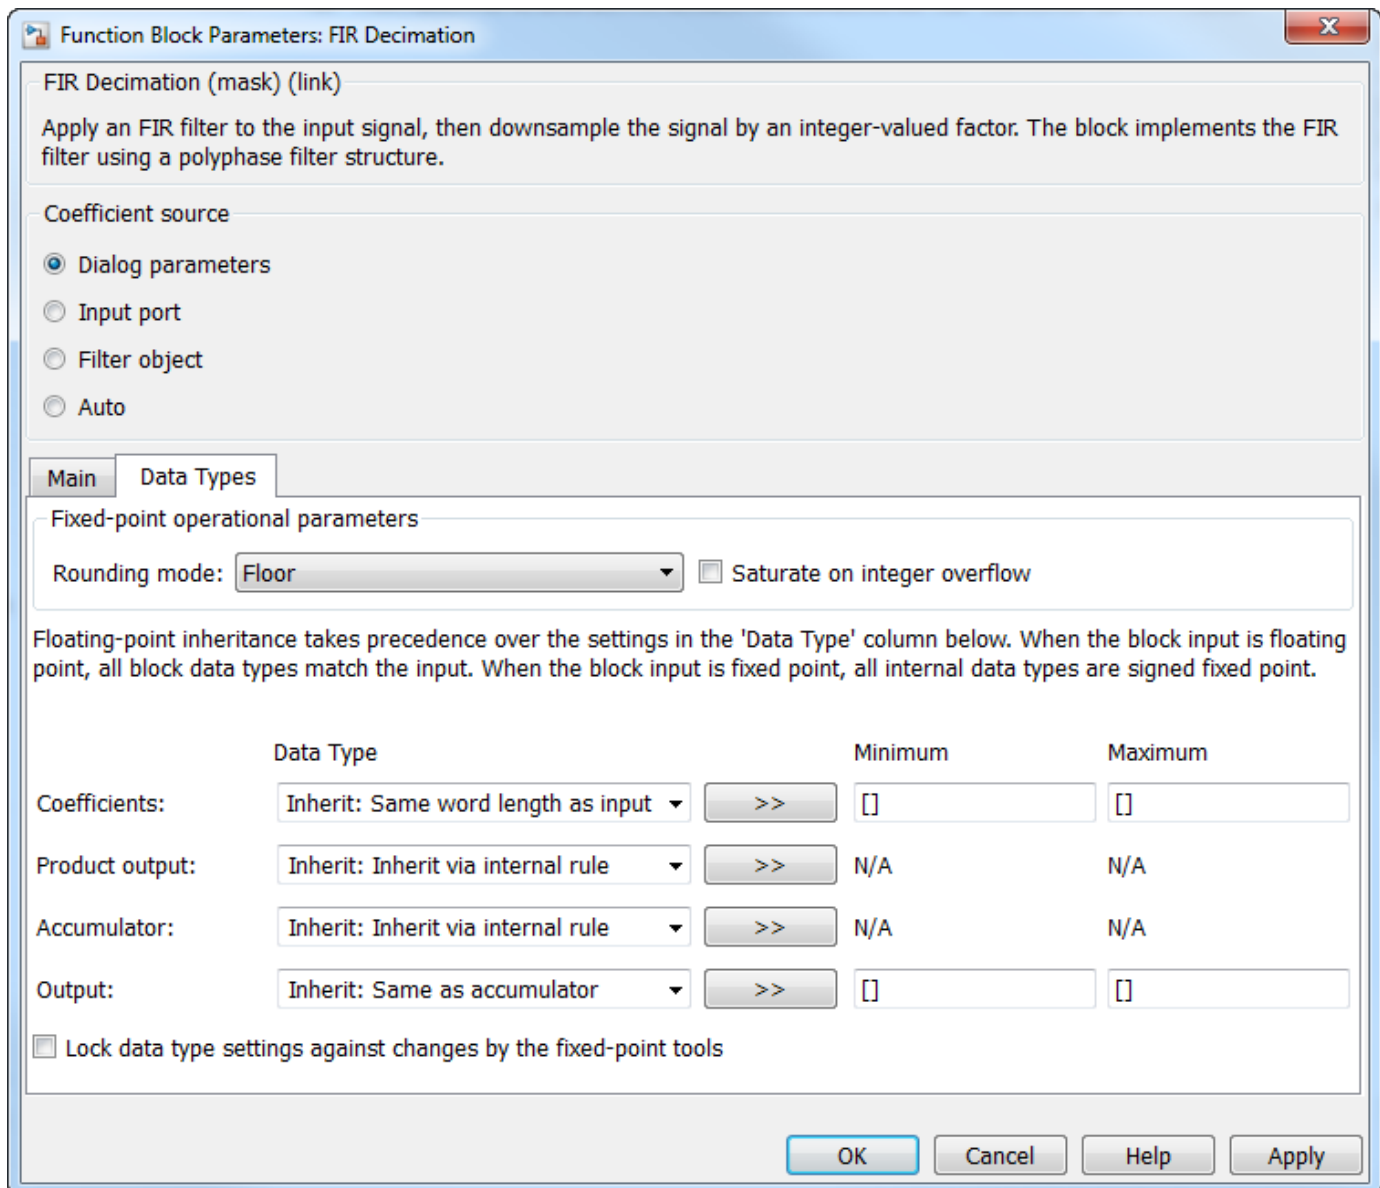 Function Block Parameters: FIR Decimation
X
FIR Decimation (mask) (link)
Apply an FIR filter to the input signal, then downsample the signal by an integer-valued factor. The block implements the FIR
filter using a polyphase filter structure.
Coefficient source
Dialog parameters
Input port
Filter object
Auto
Main Data Types
Fixed-point operational parameters
Rounding mode: Floor Saturate on integer overflow
Floating-point inheritance takes precedence over the settings in the 'Data Type' column below. When the block input is floating
point, all block data types match the input. When the block input is fixed point, all internal data types are signed fixed point.
Data Type Minimum Maximum
Coefficients: Inherit: Same word length as input >> [] []
Product output: Inherit: Inherit via internal rule >> N/A N/A
Accumulator: Inherit: Inherit via internal rule >> N/A N/A
Output: Inherit: Same as accumulator >> [] []
Lock data type settings against changes by the fixed-point tools
OK Cancel Help Apply